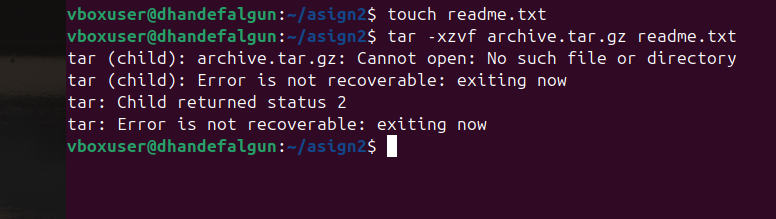 vboxuser@dhandefalgun:~/asign2$ touch readme.txt
vboxuser@dhandefalgun:~/asign2$ tar -xzvf archive.tar.gz readme.txt
tar (child): archive.tar.gz: Cannot open: No such file or directory
tar (child): Error is not recoverable: exiting now
tar: Child returned status 2
tar: Error is not recoverable: exiting now
vboxuser@dhandefalgun:~/asign2$